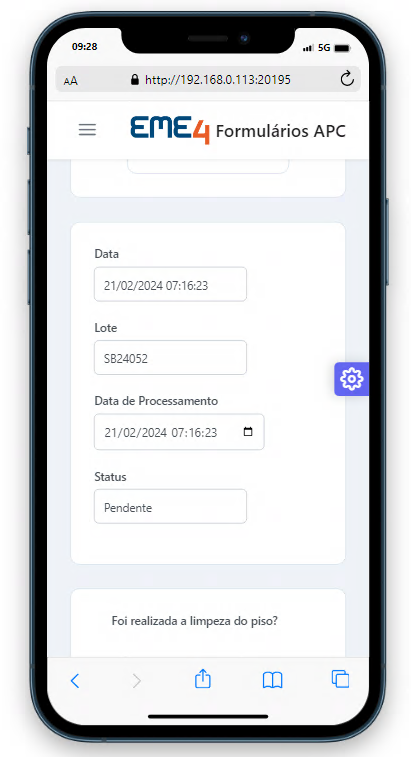 09:28
5G
AA
http://192.168.0.113:20195
EME4 Formulários APC
Data
21/02/2024 07:16:23
Lote
SB24052
Data de Processamento
21/02/2024 07:16:23
Status
Pendente
Foi realizada a limpeza do piso?